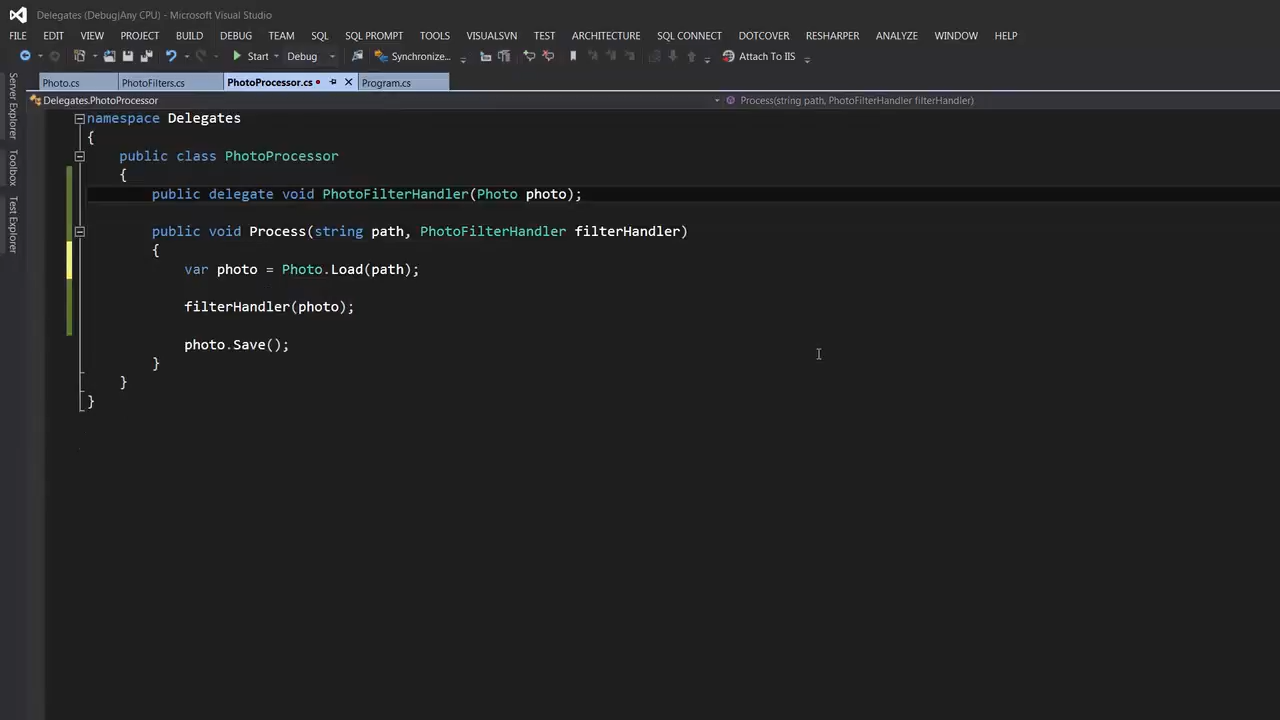 Delegates (Debug|Any CPU) - Microsoft Visual Studio
FILE EDIT VIEW PROJECT BUILD DEBUG TEAM SQL SQL PROMPT TOOLS VISUALSVN TEST ARCHITECTURE SQL CONNECT DOTCOVER RESHARPER ANALYZE WINDOW HELP
Start Debug Synchronize... Attach To IIS
Photo.cs PhotoFilters.cs PhotoProcessor.cs Program.cs
Delegates.PhotoProcessor Process(string path, PhotoFilterHandler filterHandler)
Server Explorer
Toolbox
Test Explorer
namespace Delegates
{
public class PhotoProcessor
{
public delegate void PhotoFilterHandler(Photo photo);
public void Process(string path, PhotoFilterHandler filterHandler)
{
var photo = Photo.Load(path);
filterHandler(photo);
photo.Save();
}
}
}